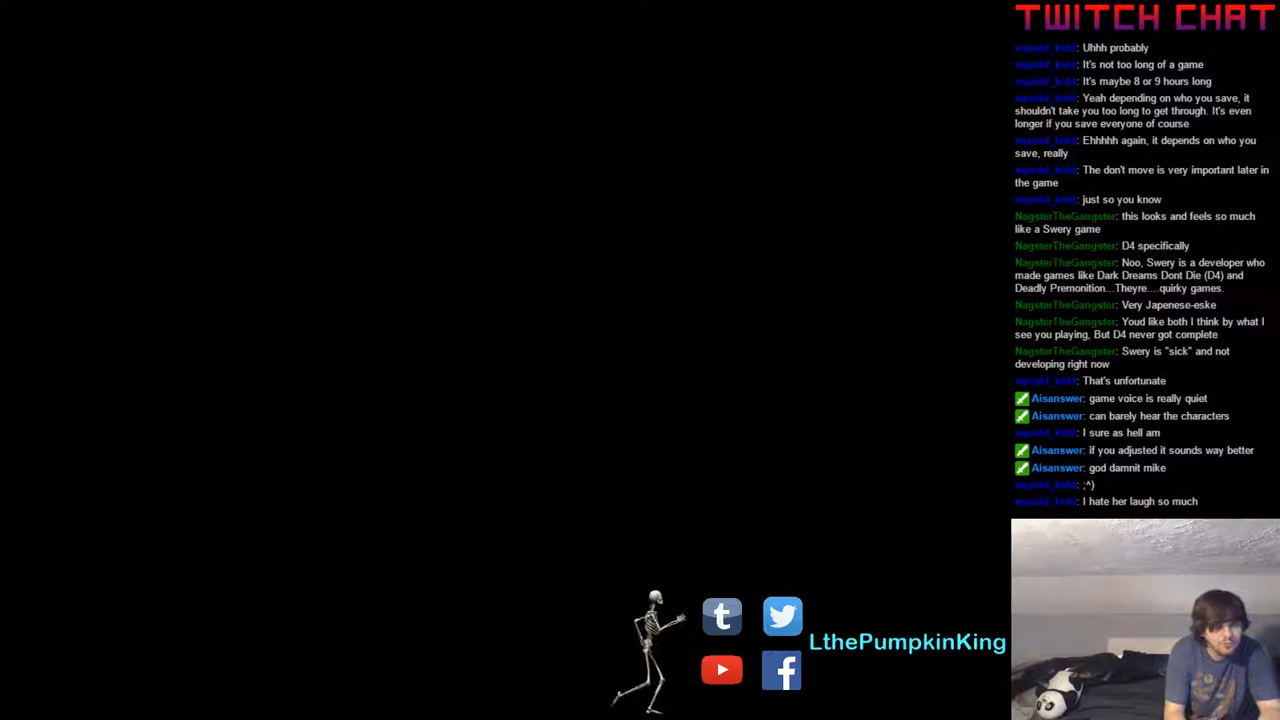 TWITCH CHAT
: Uhhh probably
: It's not too long of a game
: It's maybe 8 or 9 hours long
: Yeah depending on who you save, it
shouldn't take you too long to get through. It's even
longer if you save everyone of course
: Ehhhhh again, it depends on who you
save, really
: The don't move is very important later in
the game
: just so you know
NagsterTheGangster: this looks and feels so much
like a Swery game
NagsterTheGangster: D4 specifically
NagsterTheGangster: Noo, Swery is a developer who
made games like Dark Dreams Dont Die (D4) and
Deadly Premonition...Theyre....quirky games.
NagsterTheGangster: Very Japenese-eske
NagsterTheGangster: Youd like both I think by what I
see you playing, But D4 never got complete
NagsterTheGangster: Swery is "sick" and not
developing right now
: That's unfortunate
Aisanswer: game voice is really quiet
Aisanswer: can barely hear the characters
: I sure as hell am
Aisanswer: if you adjusted it sounds way better
Aisanswer: god damnit mike
: ;^)
: I hate her laugh so much
LthePumpkinKing